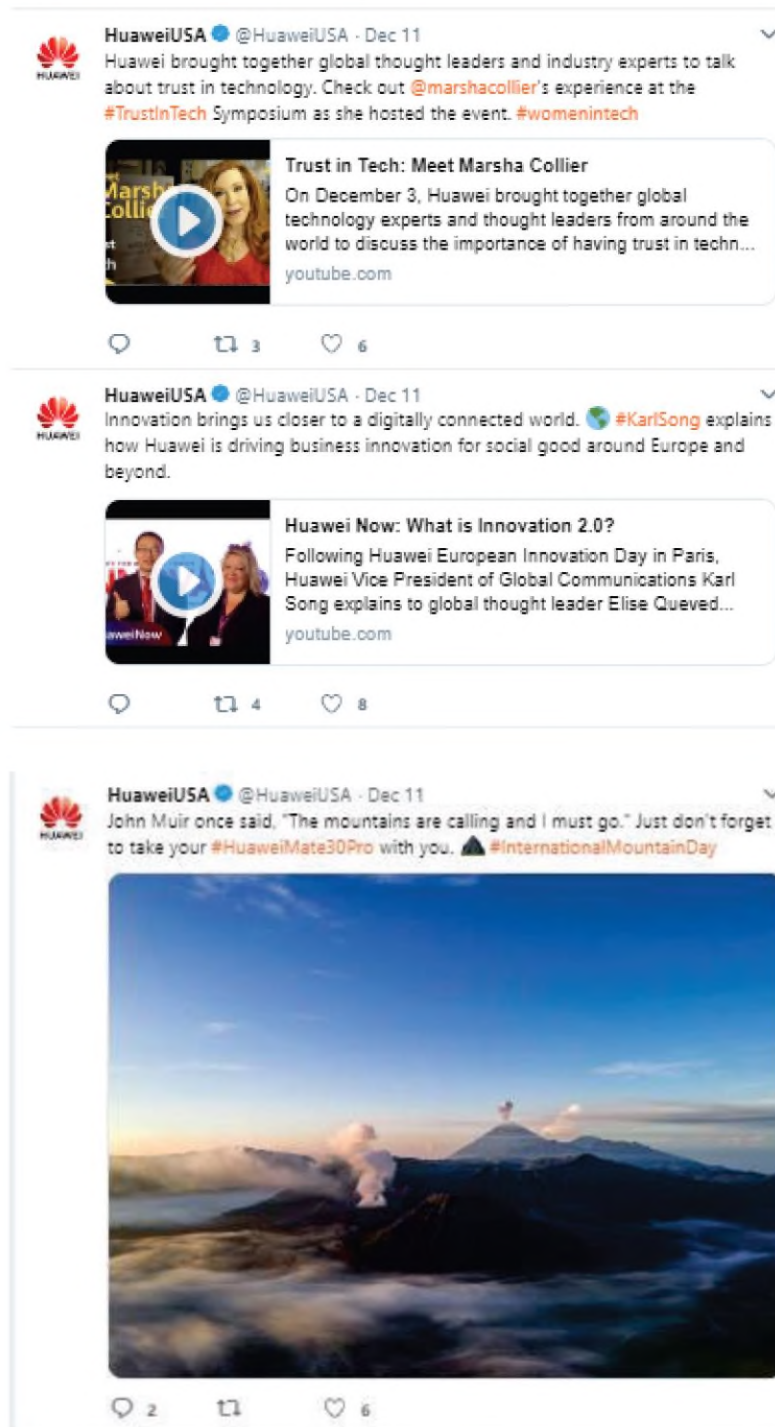 HuaweiUSA @HuaweiUSA · Dec 11
HUAWEI
Huawei brought together global thought leaders and industry experts to talk
about trust in technology. Check out @marshacollier's experience at the
#TrustInTech Symposium as she hosted the event. #womenintech
Trust in Tech: Meet Marsha Collier
On December 3, Huawei brought together global
technology experts and thought leaders from around the
world to discuss the importance of having trust in techn...
youtube.com
3 6
HuaweiUSA @HuaweiUSA · Dec 11
HUAWEI
Innovation brings us closer to a digitally connected world. #KarlSong explains
how Huawei is driving business innovation for social good around Europe and
beyond.
Huawei Now: What is Innovation 2.0?
Following Huawei European Innovation Day in Paris,
Huawei Vice President of Global Communications Karl
Song explains to global thought leader Elise Queved...
aweiNow
youtube.com
4 8
HuaweiUSA @HuaweiUSA · Dec 11
HUAWEI
John Muir once said, "The mountains are calling and I must go." Just don't forget
to take your #HuaweiMate30Pro with you. #InternationalMountainDay
2 6